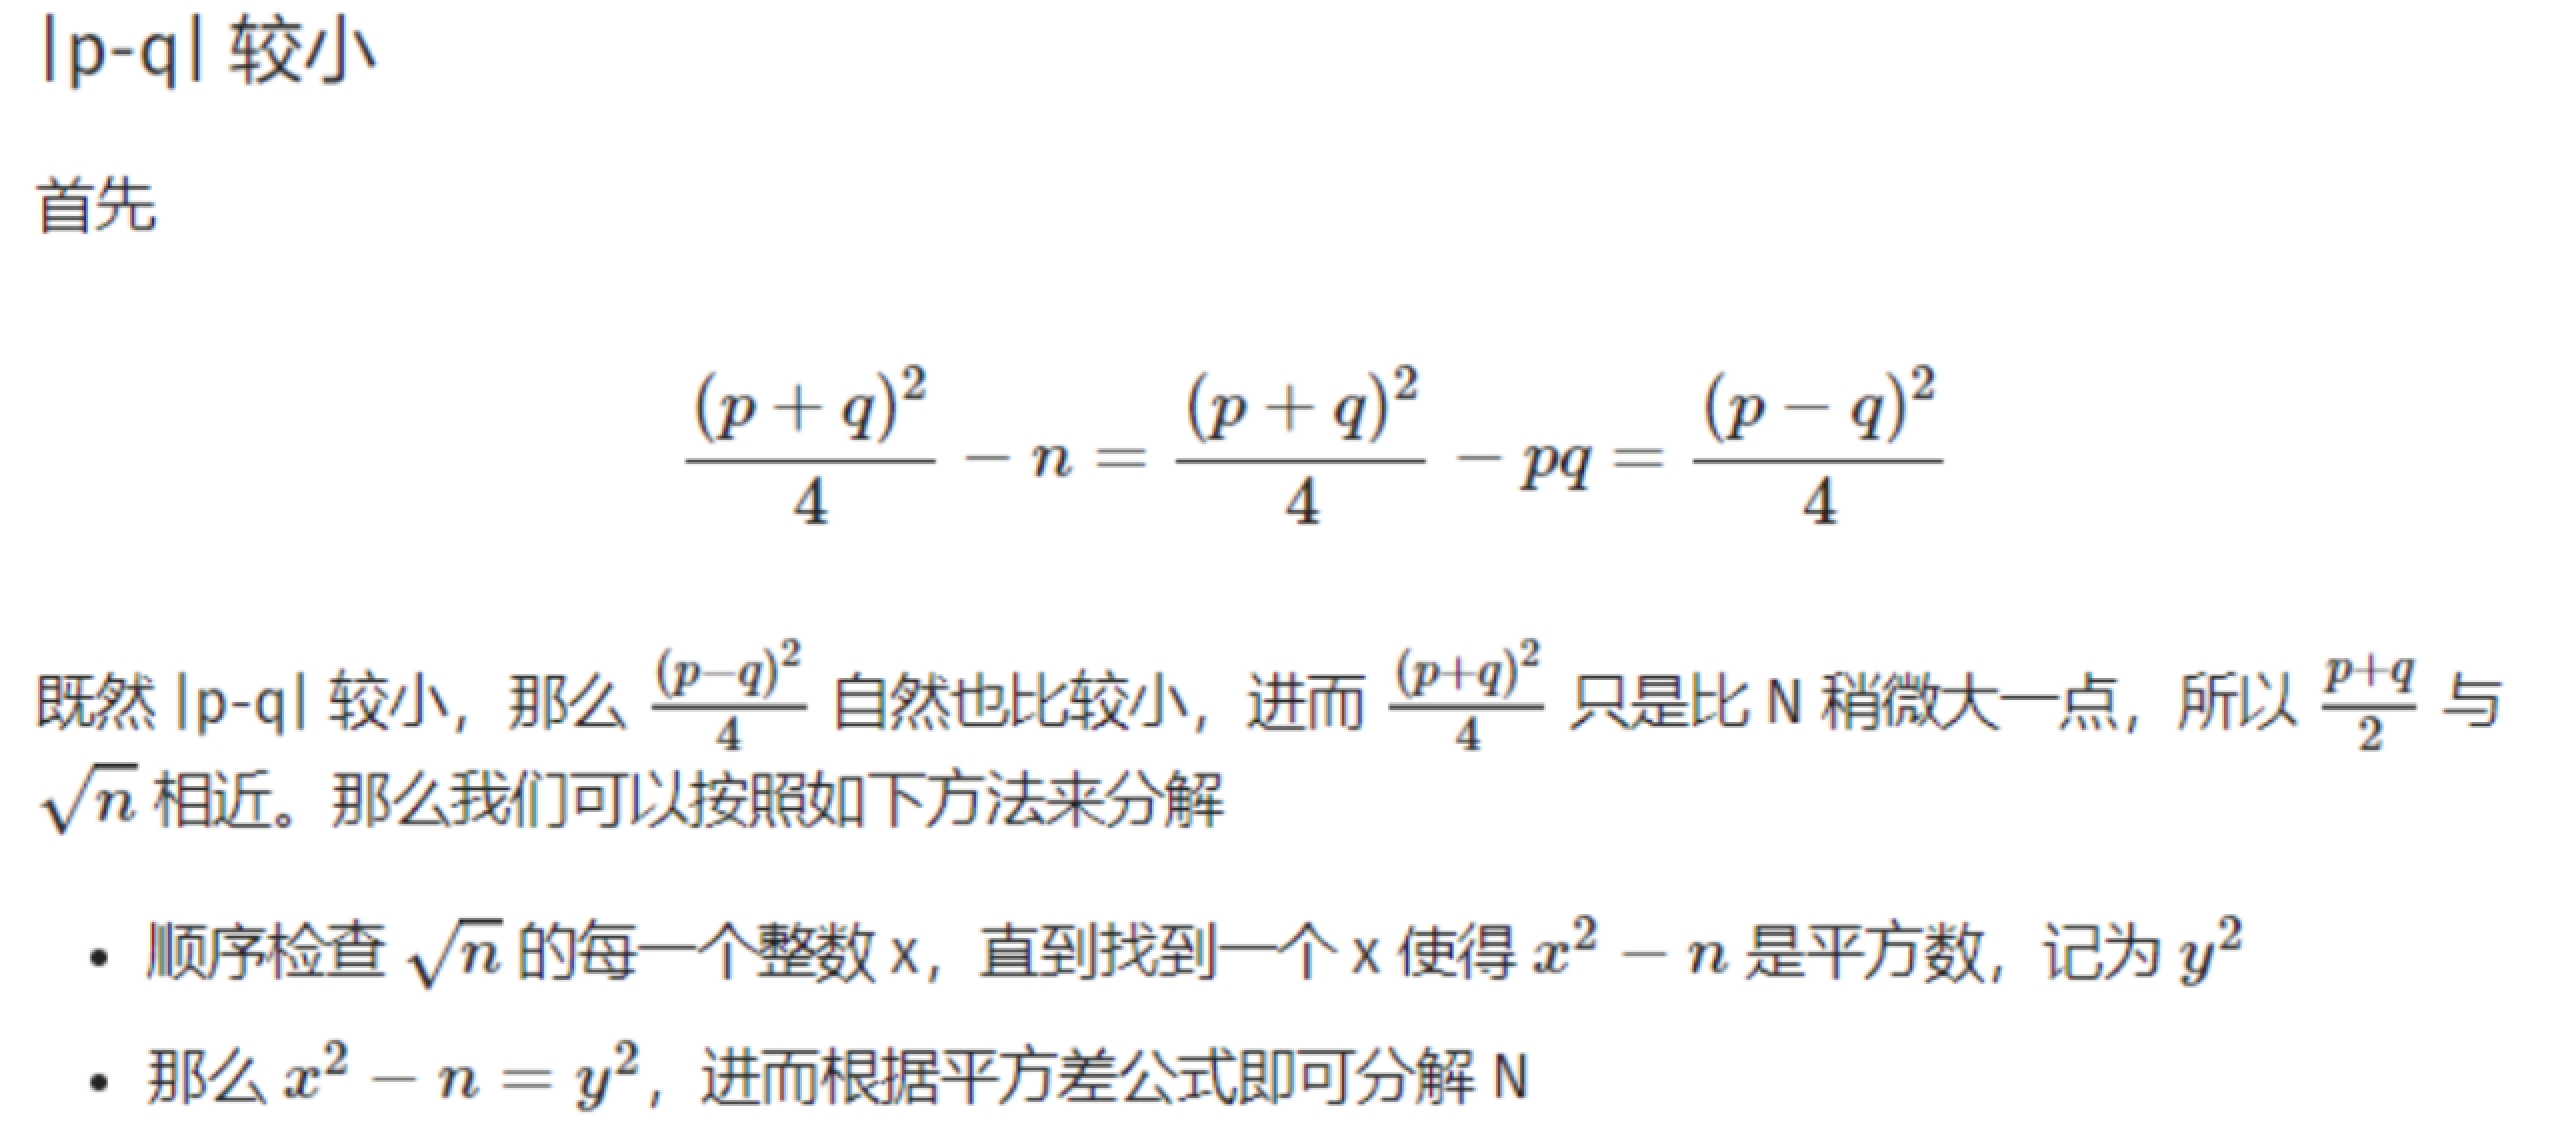 |p-q| 较小
首先
$$\frac{(p+q)^2}{4} - n = \frac{(p+q)^2}{4} - pq = \frac{(p-q)^2}{4}$$
既然 |p-q| 较小，那么 $\frac{(p-q)^2}{4}$ 自然也比较小，进而 $\frac{(p+q)^2}{4}$ 只是比 N 稍微大一点，所以 $\frac{p+q}{2}$ 与
$\sqrt{n}$ 相近。那么我们可以按照如下方法来分解
• 顺序检查 $\sqrt{n}$ 的每一个整数 x，直到找到一个 x 使得 $x^2 - n$ 是平方数，记为 $y^2$
• 那么 $x^2 - n = y^2$，进而根据平方差公式即可分解 N